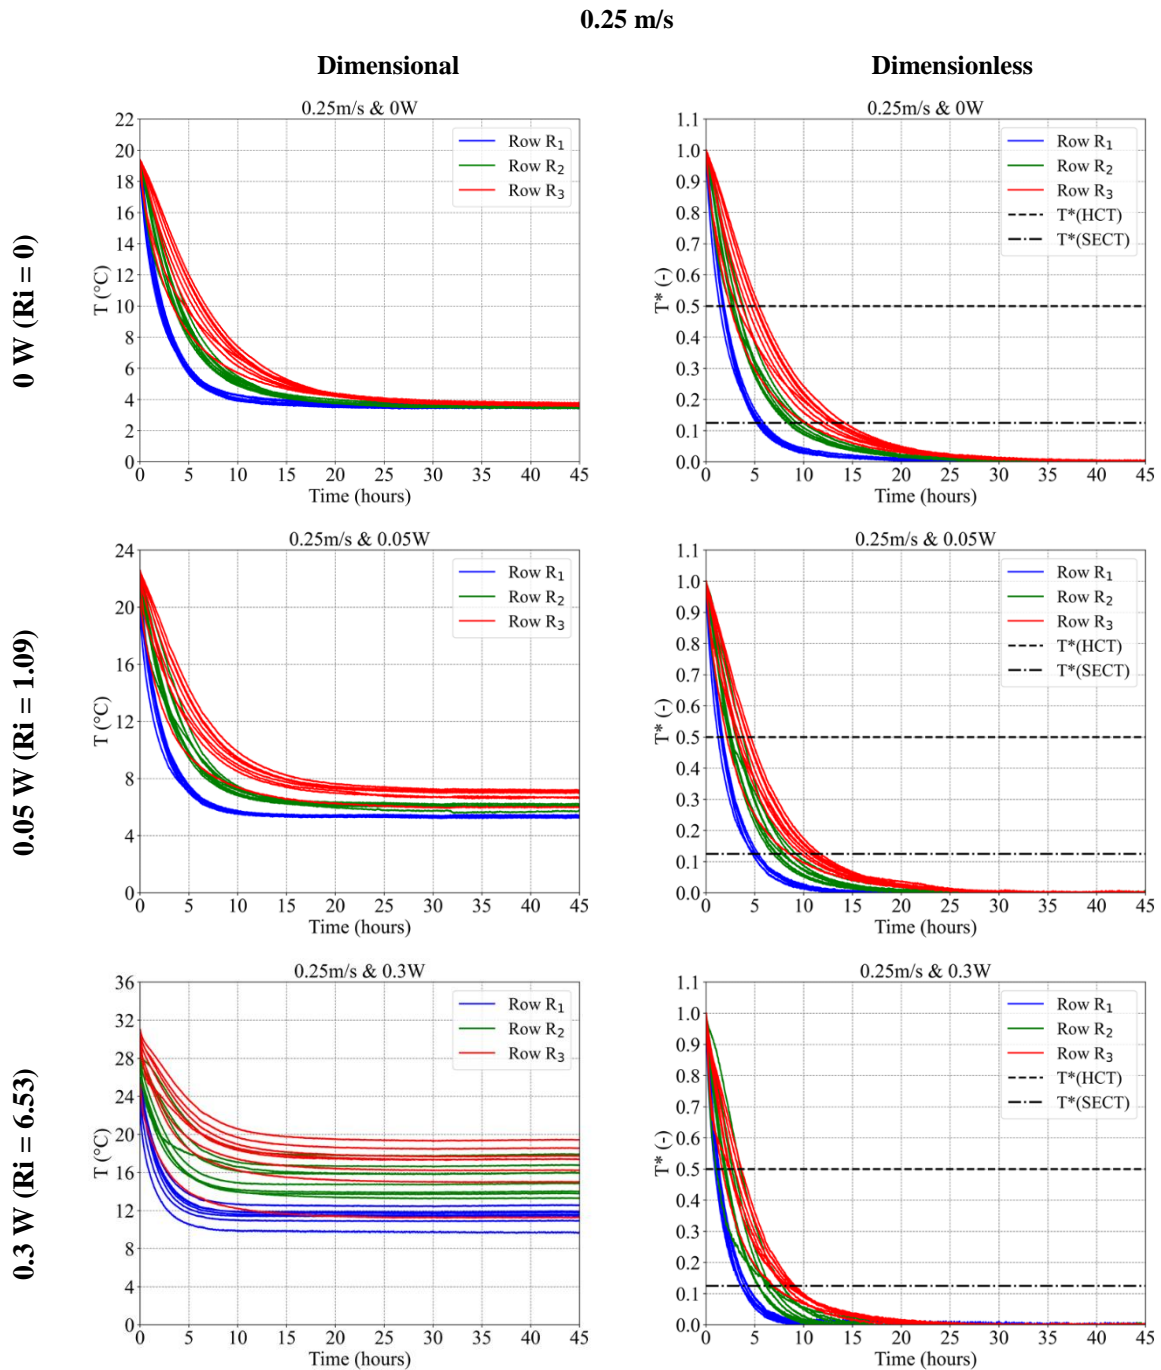 0.25 m/s
Dimensional
Dimensionless
0 W (Ri = 0)
0.25m/s & 0W
22
20
18
16
14
12
10
8
6
4
2
0
T (°C)
Row R1
Row R2
Row R3
0 5 10 15 20 25 30 35 40 45
Time (hours)
0.25m/s & 0W
1.1
1.0
0.9
0.8
0.7
0.6
0.5
0.4
0.3
0.2
0.1
0.0
T* (-)
Row R1
Row R2
Row R3
T*(HCT)
T*(SECT)
0 5 10 15 20 25 30 35 40 45
Time (hours)
0.05 W (Ri = 1.09)
0.25m/s & 0.05W
24
20
16
12
8
4
0
T (°C)
Row R1
Row R2
Row R3
0 5 10 15 20 25 30 35 40 45
Time (hours)
0.25m/s & 0.05W
1.1
1.0
0.9
0.8
0.7
0.6
0.5
0.4
0.3
0.2
0.1
0.0
T* (-)
Row R1
Row R2
Row R3
T*(HCT)
T*(SECT)
0 5 10 15 20 25 30 35 40 45
Time (hours)
0.3 W (Ri = 6.53)
0.25m/s & 0.3W
36
32
28
24
20
16
12
8
4
0
T (°C)
Row R1
Row R2
Row R3
0 5 10 15 20 25 30 35 40 45
Time (hours)
0.25m/s & 0.3W
1.1
1.0
0.9
0.8
0.7
0.6
0.5
0.4
0.3
0.2
0.1
0.0
T* (-)
Row R1
Row R2
Row R3
T*(HCT)
T*(SECT)
0 5 10 15 20 25 30 35 40 45
Time (hours)